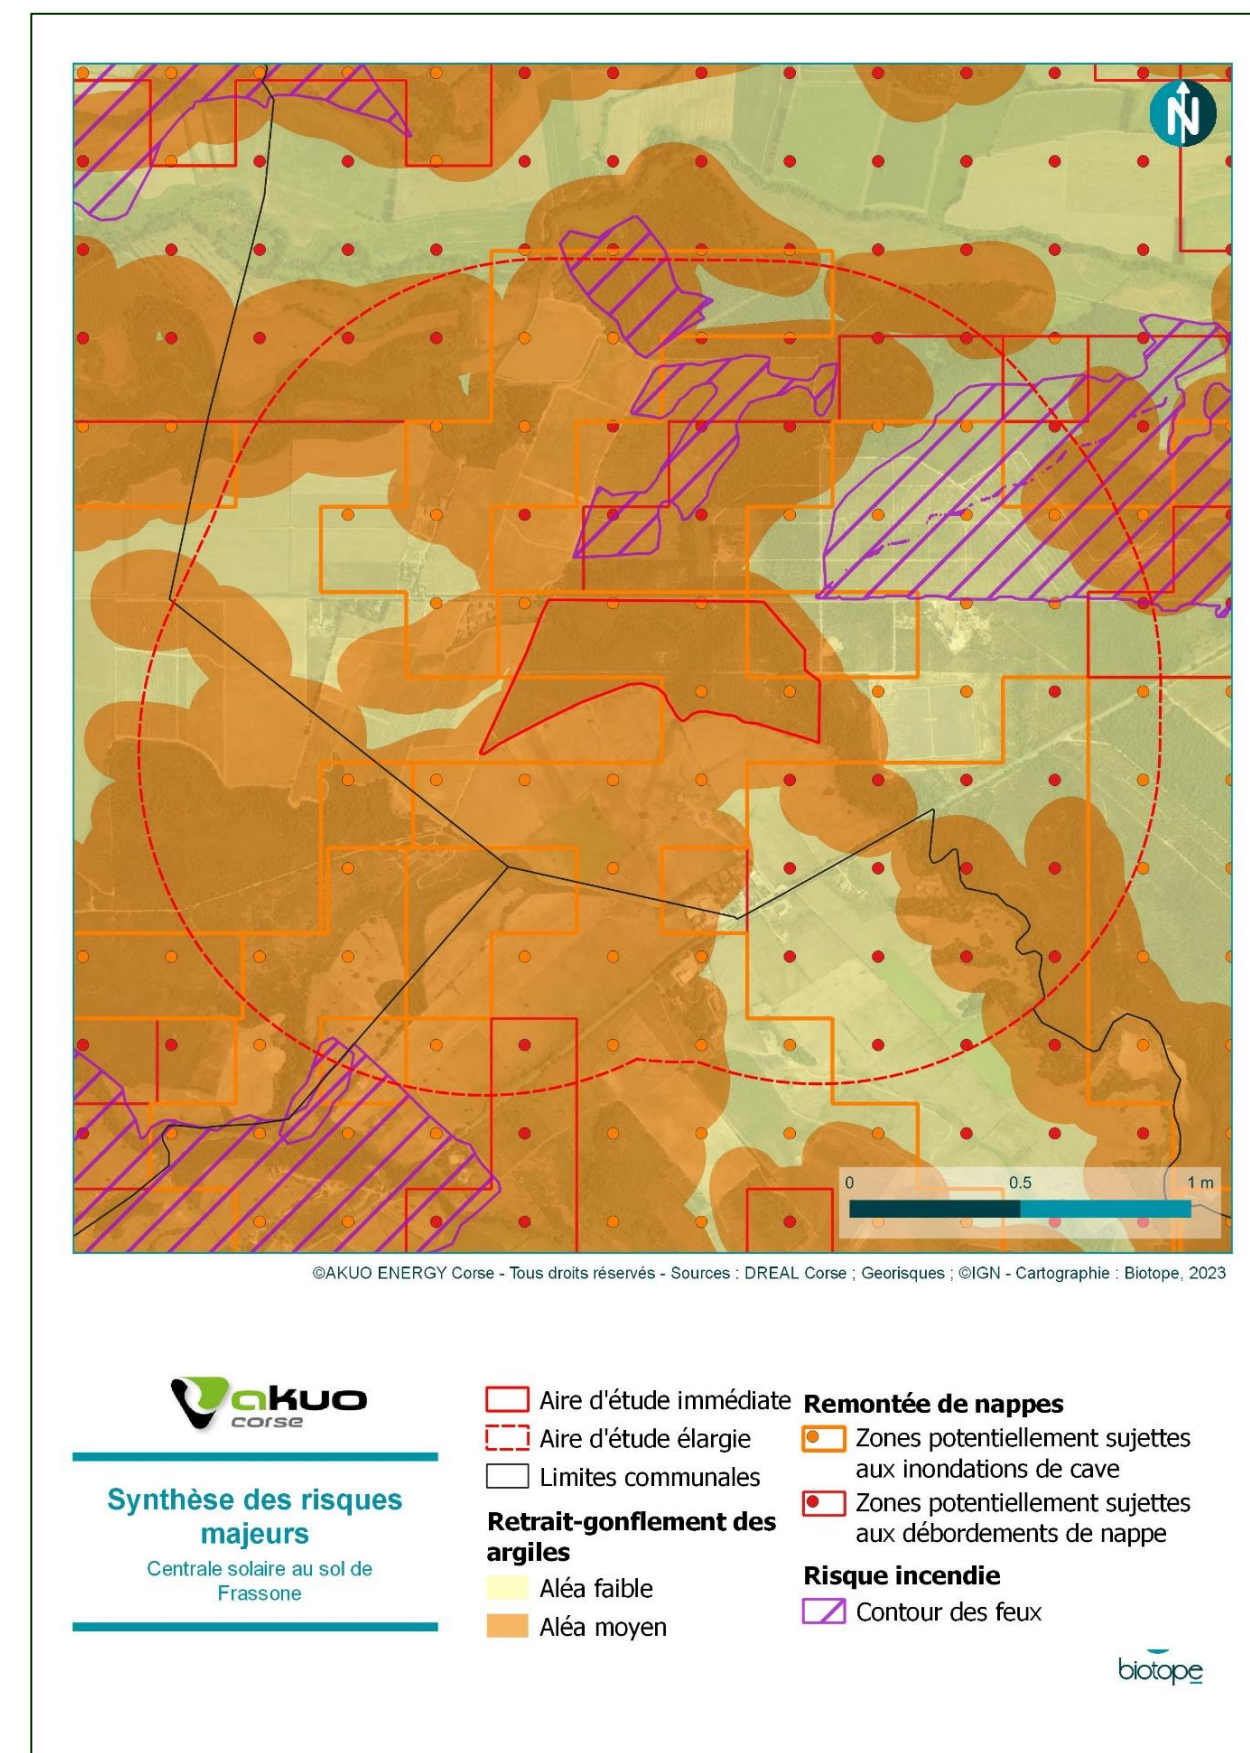 N
0 0.5 1 m
©AKUO ENERGY Corse - Tous droits réservés - Sources : DREAL Corse ; Georisques ; ©IGN - Cartographie : Biotope, 2023
akuo
corse
Synthèse des risques
majeurs
Centrale solaire au sol de
Frassone
Aire d'étude immédiate
Aire d'étude élargie
Limites communales
Retrait-gonflement des
argiles
Aléa faible
Aléa moyen
Remontée de nappes
Zones potentiellement sujettes
aux inondations de cave
Zones potentiellement sujettes
aux débordements de nappe
Risque incendie
Contour des feux
biotope